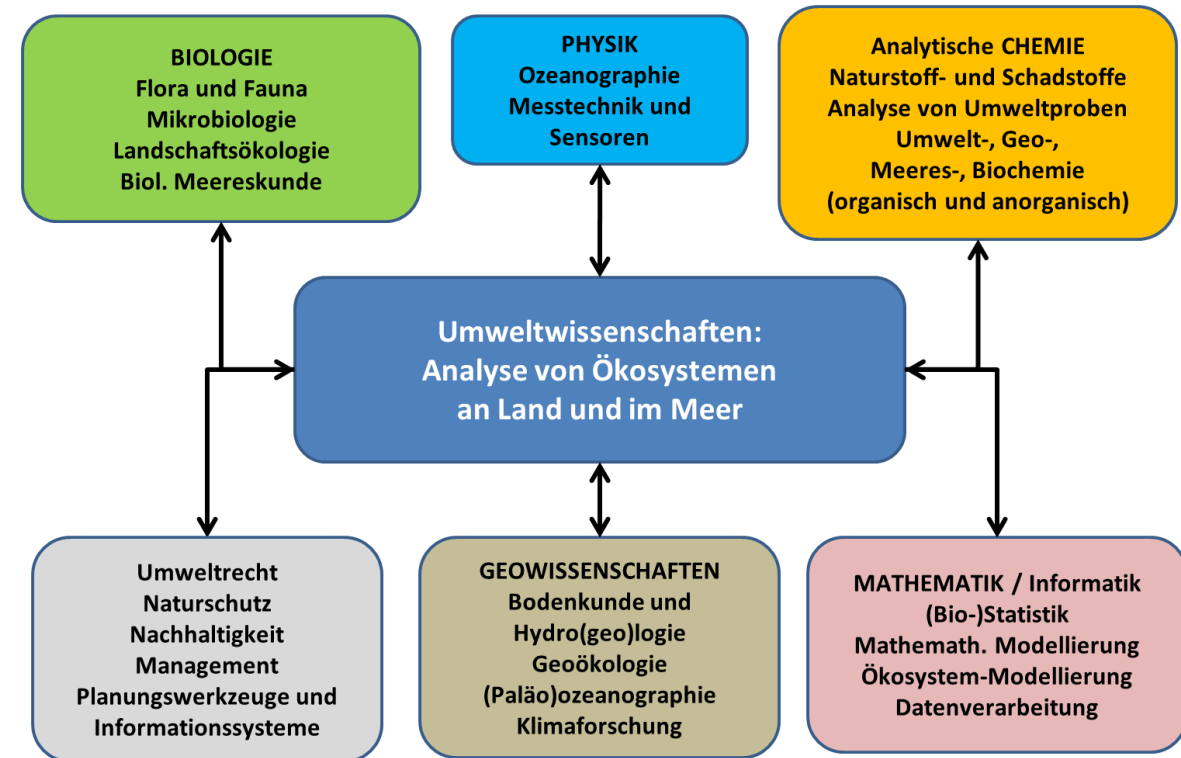 BIOLOGIE
Flora und Fauna
Mikrobiologie
Landschaftsökologie
Biol. Meereskunde
PHYSIK
Ozeanographie
Messtechnik und
Sensoren
Analytische CHEMIE
Naturstoff- und Schadstoffe
Analyse von Umweltproben
Umwelt-, Geo-,
Meeres-, Biochemie
(organisch und anorganisch)
Umweltwissenschaften:
Analyse von Ökosystemen
an Land und im Meer
Umweltrecht
Naturschutz
Nachhaltigkeit
Management
Planungswerkzeuge und
Informationssysteme
GEOWISSENSCHAFTEN
Bodenkunde und
Hydro(geo)logie
Geoökologie
(Paläo)ozeanographie
Klimaforschung
MATHEMATIK / Informatik
(Bio-)Statistik
Mathemath. Modellierung
Ökosystem-Modellierung
Datenverarbeitung